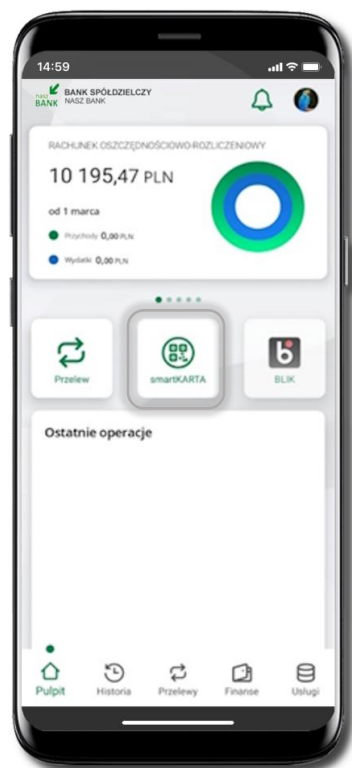 14:59
nasz BANK
BANK SPÓŁDZIELCZY
NASZ BANK
RACHUNEK OSZCZĘDNOŚCIOWO-ROZLICZENIOWY
10 195,47 PLN
od 1 marca
Przychody 0,00 PLN
Wydatki 0,00 PLN
Przelew
smartKARTA
BLIK
Ostatnie operacje
Pulpit
Historia
Przelewy
Finanse
Usługi